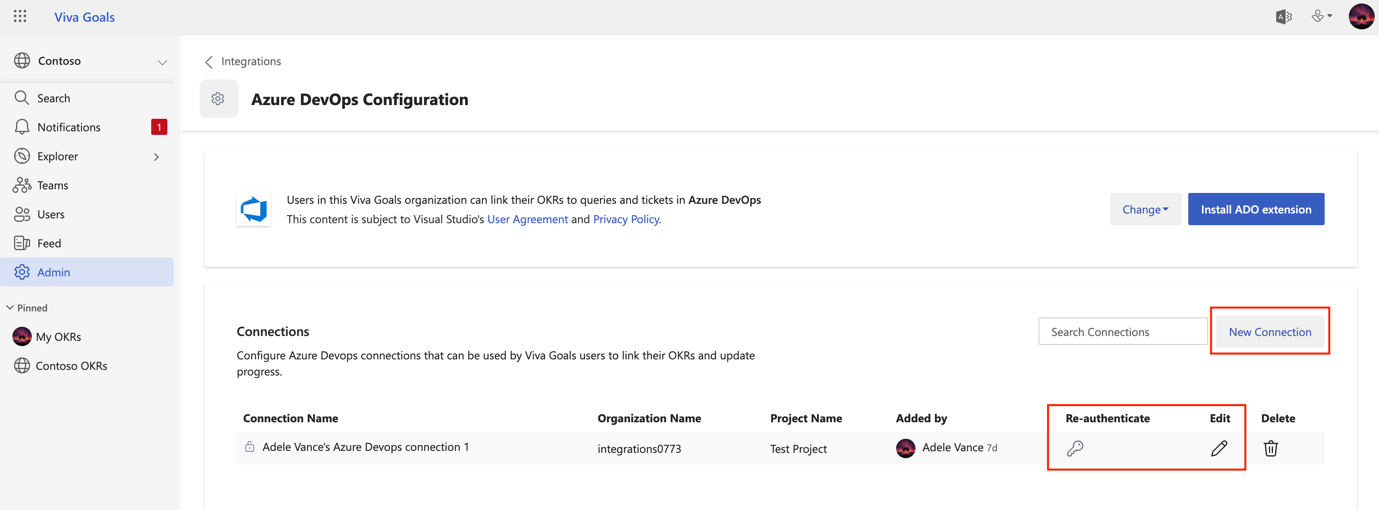 Viva Goals
Contoso
Search
Notifications
1
Explorer
Teams
Users
Feed
Admin
Pinned
My OKRs
Contoso OKRs
Integrations
Azure DevOps Configuration
Users in this Viva Goals organization can link their OKRs to queries and tickets in Azure DevOps
This content is subject to Visual Studio's User Agreement and Privacy Policy.
Change
Install ADO extension
Connections
Configure Azure Devops connections that can be used by Viva Goals users to link their OKRs and update
progress.
Search Connections
New Connection
Connection Name Organization Name Project Name Added by Re-authenticate Edit Delete
Adele Vance's Azure Devops connection 1 integrations0773 Test Project Adele Vance 7d